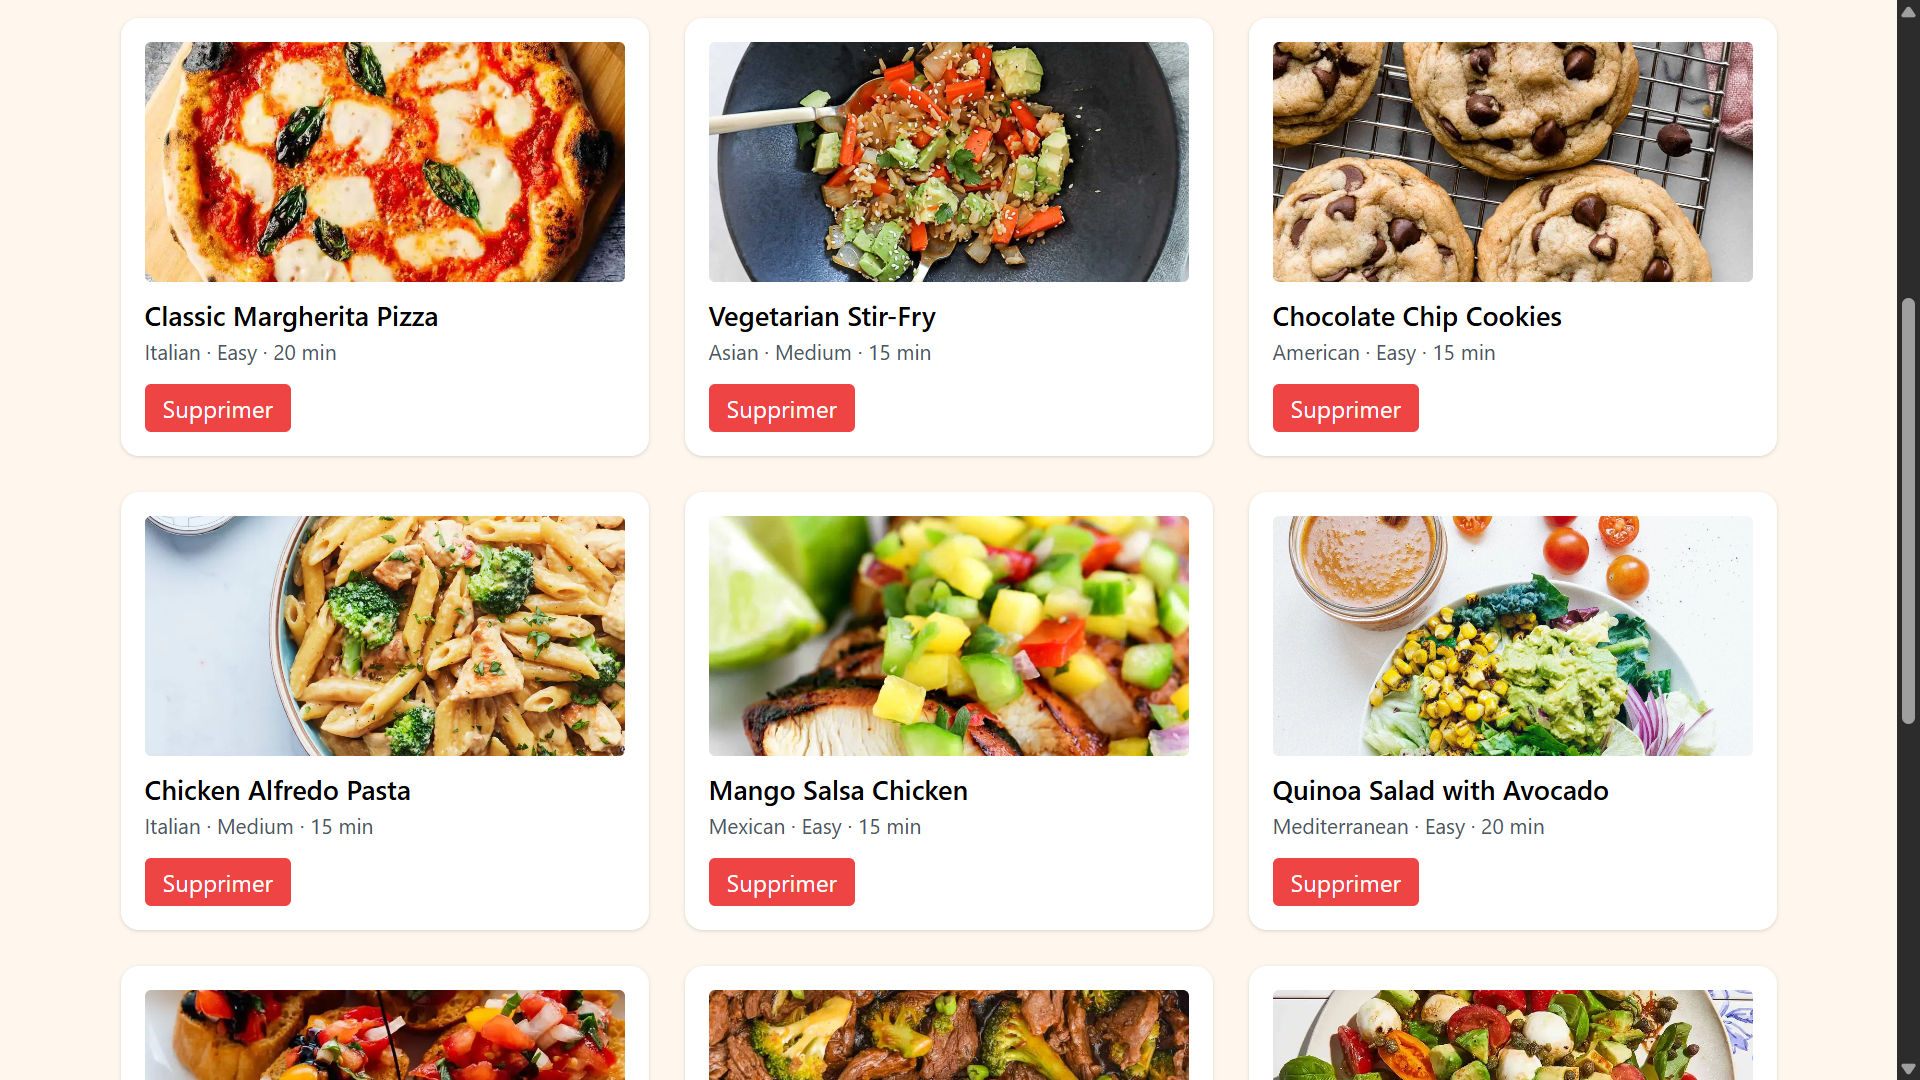 Classic Margherita Pizza
Italian · Easy · 20 min
Supprimer
Vegetarian Stir-Fry
Asian · Medium · 15 min
Supprimer
Chocolate Chip Cookies
American · Easy · 15 min
Supprimer
Chicken Alfredo Pasta
Italian · Medium · 15 min
Supprimer
Mango Salsa Chicken
Mexican · Easy · 15 min
Supprimer
Quinoa Salad with Avocado
Mediterranean · Easy · 20 min
Supprimer